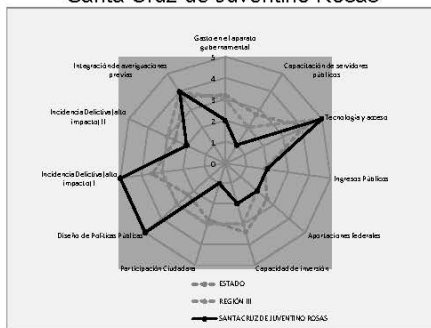 Santa Cruz de Juventino Rosas
Gasto en el aparato
gubernamental
Integración de averiguaciones
previas
Capacitación de servidores
públicos
Incidencia Delictiva (alto
impacto) II
Tecnología y acceso
Incidencia Delictiva (alto
impacto) I
Ingresos Públicos
Diseño de Políticas Públicas
Aportaciones federales
Participación Ciudadana
Capacidad de inversión
5
4
3
2
1
0
ESTADO
REGIÓN III
SANTA CRUZ DE JUVENTINO ROSAS